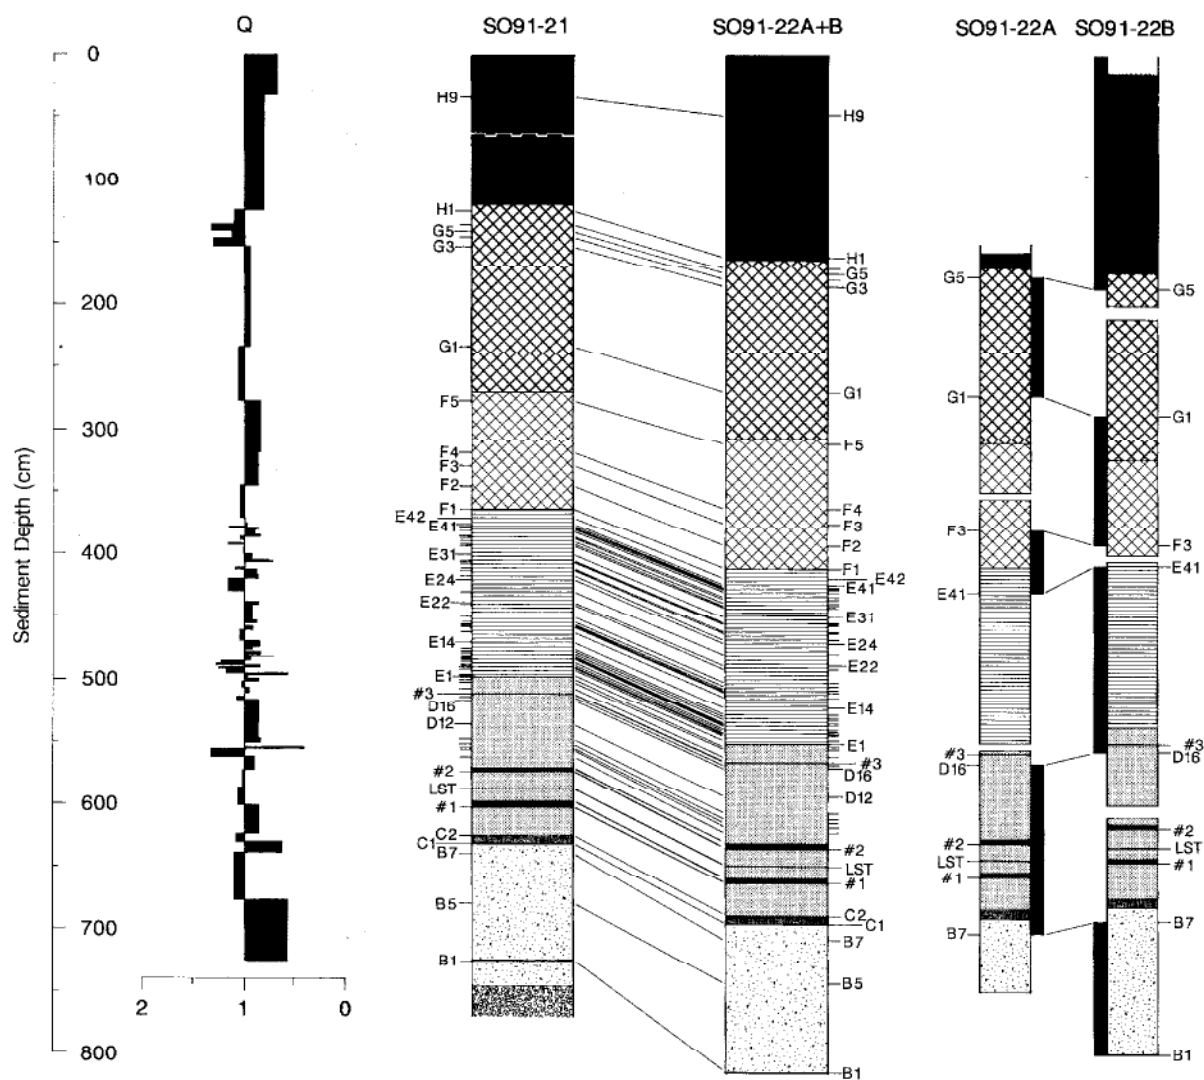 Q
SO91-21
SO91-22A+B
SO91-22A
SO91-22B
Sediment Depth (cm)
0
100
200
300
400
500
600
700
800
2
1
0
H9
H1
G5
G3
G1
F5
F4
F3
F2
F1
E42
E41
E31
E24
E22
E14
E1
#3
D16
D12
#2
LST
#1
C2
C1
B7
B5
B1
H9
H1
G5
G3
G1
F5
F4
F3
F2
F1
E42
E41
E31
E24
E22
E14
E1
#3
D16
D12
#2
LST
#1
C2
C1
B7
B5
B1
G5
G1
F3
E41
#3
D16
#2
LST
#1
B7
G5
G1
F3
E41
#3
D16
#2
LST
#1
B7
B1